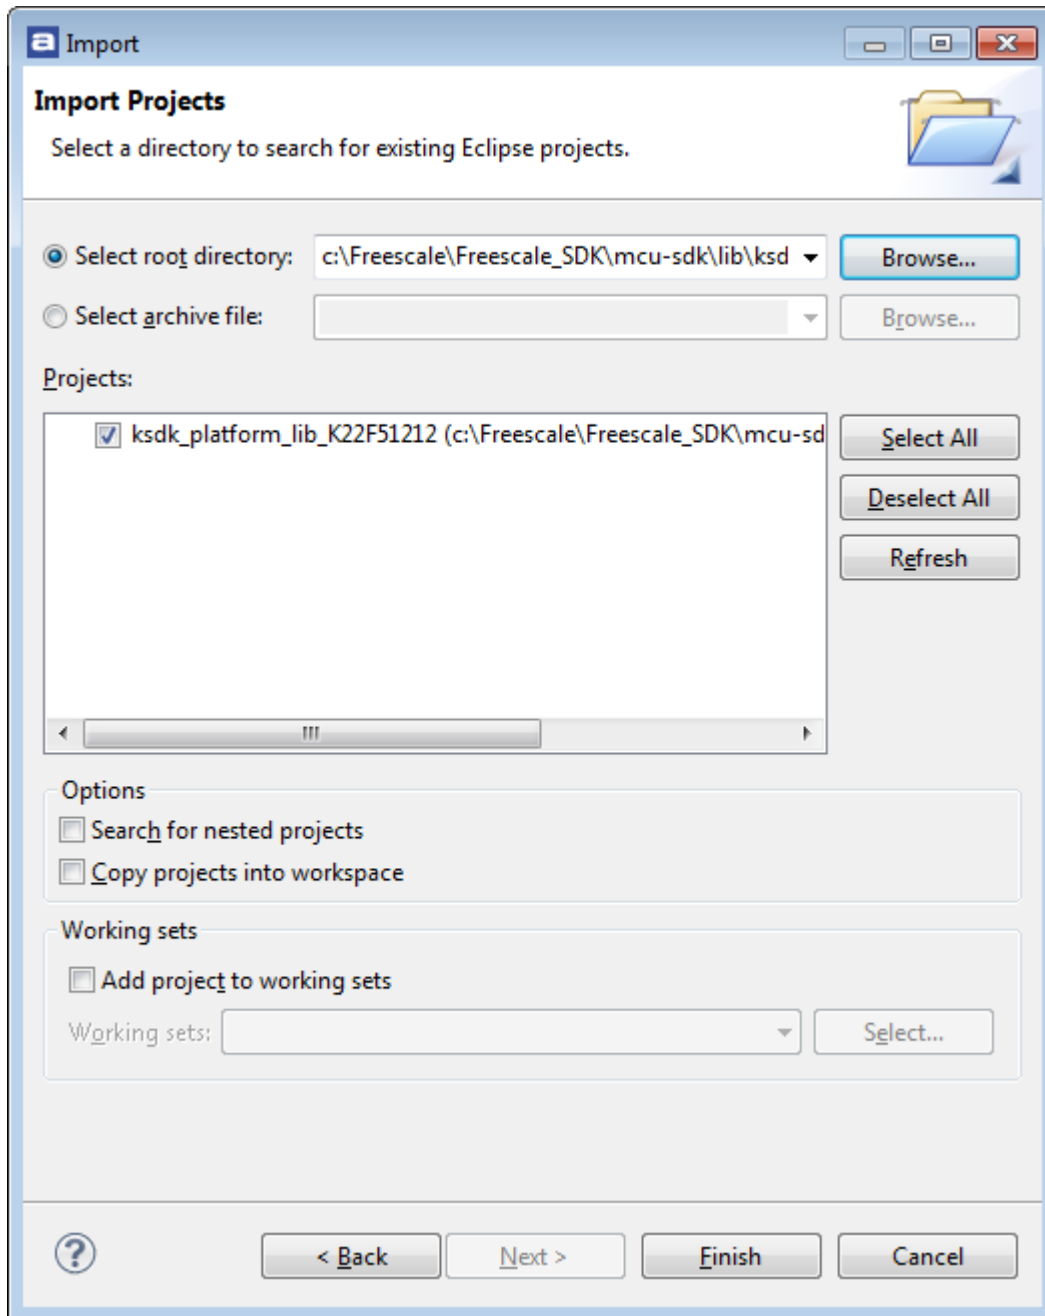 a Import
Import Projects
Select a directory to search for existing Eclipse projects.
Select root directory: c:\Freescale\Freescale_SDK\mcu-sdk\lib\ksd Browse...
Select archive file: Browse...
Projects:
ksdk_platform_lib_K22F51212 (c:\Freescale\Freescale_SDK\mcu-sd
Select All
Deselect All
Refresh
Options
Search for nested projects
Copy projects into workspace
Working sets
Add project to working sets
Working sets: Select...
? < Back Next > Finish Cancel